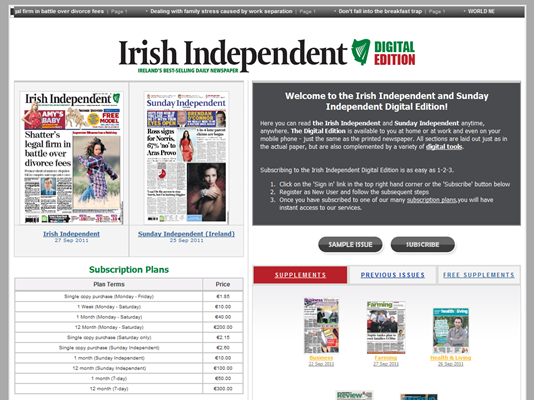 gal firm in battle over divorce fees | Page 1 • Dealing with family stress caused by work separation | Page 1 • Don't fall into the breakfast trap | Page 1 • WORLD NE
Irish Independent DIGITAL EDITION
IRELAND'S BEST-SELLING DAILY NEWSPAPER
Irish Independent
AMY'S BABY
FREE MODEL
Shatter's
legal firm in
battle over
divorce fees
Irish Independent
27 Sep 2011
Sunday Independent
BRENDAN O'CONNOR
Ross signs
for Norris,
67% 'no' to
Aras Provo
Sunday Independent (Ireland)
25 Sep 2011
Subscription Plans
Plan Terms Price
Single copy purchase (Monday - Friday) €1.85
1 Week (Monday - Saturday) €10.00
1 Month (Monday - Saturday) €40.00
12 Month (Monday - Saturday) €200.00
Single copy purchase (Saturday only) €2.15
Single copy purchase (Sunday Independent) €2.60
1 month (Sunday Independent) €10.00
12 month (Sunday Independent) €100.00
1 month (7-day) €50.00
12 month (7-day) €300.00
Welcome to the Irish Independent and Sunday
Independent Digital Edition!
Here you can read the Irish Independent and Sunday Independent anytime,
anywhere. The Digital Edition is available to you at home or at work and even on your
mobile phone - just the same as the printed newspaper. All sections are laid out just as in
the actual paper, but are also complemented by a variety of digital tools.
Subscribing to the Irish Independent Digital Edition is as easy as 1-2-3.
1. Click on the 'Sign in' link in the top right hand corner or the 'Subscribe' button below
2. Register as New User and follow the subsequent steps
3. Once you have subscribed to one of our many subscription plans,you will have
instant access to our services.
SAMPLE ISSUE SUBSCRIBE
SUPPLEMENTS PREVIOUS ISSUES FREE SUPPLEMENTS
Business
22 Sep 2011
Farming
Farming
27 Sep 2011
health&living
Health & Living
26 Sep 2011
Review